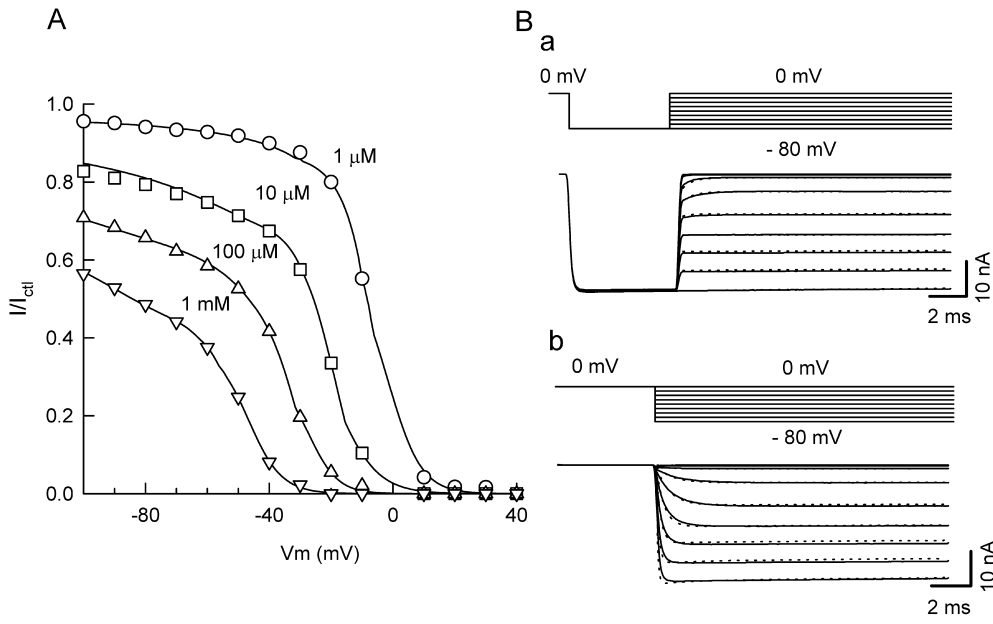 A
I/Ictl
1.0
0.8
0.6
0.4
0.2
0.0
1 μM
10 μM
100 μM
1 mM
-80
-40
0
40
Vm (mV)
B
a
0 mV
0 mV
- 80 mV
10 nA
2 ms
b
0 mV
0 mV
- 80 mV
10 nA
2 ms